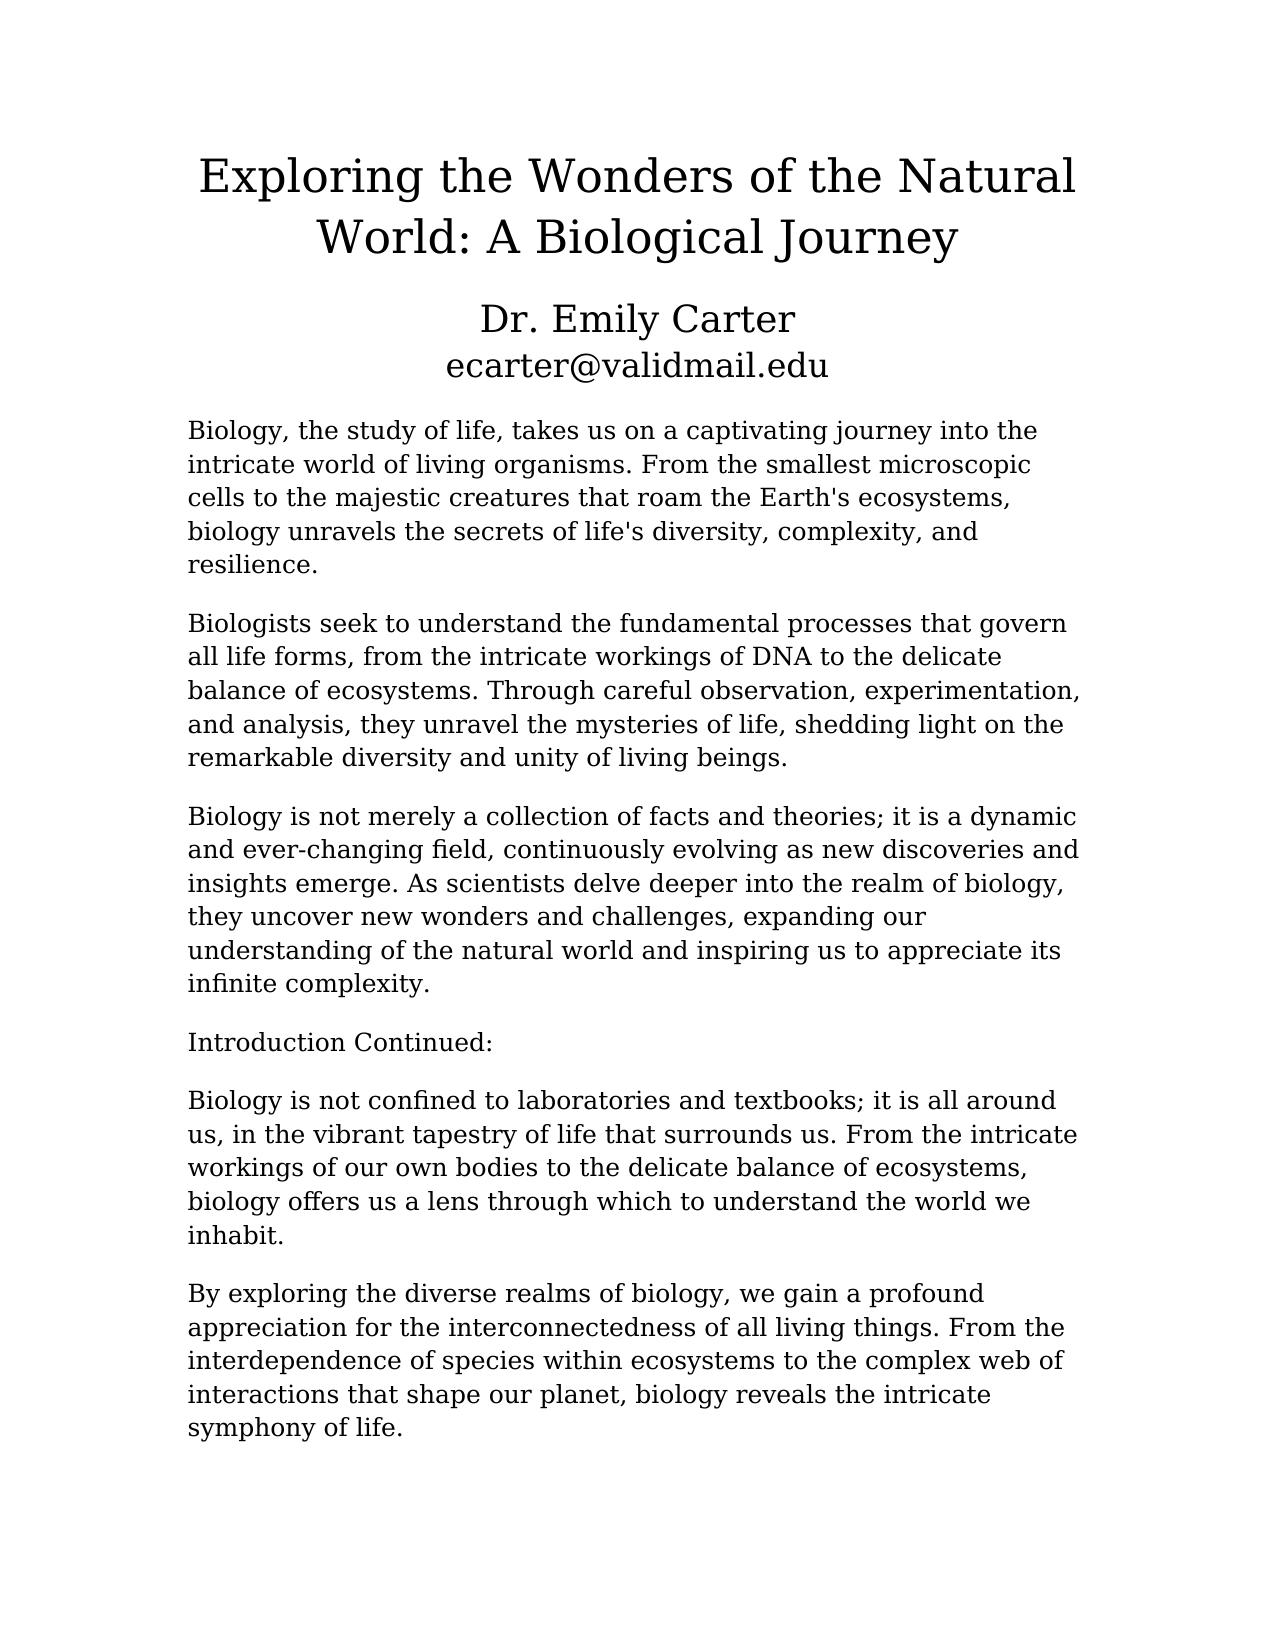 Exploring the Wonders of the Natural
World: A Biological Journey
Dr. Emily Carter
ecarter@validmail.edu
Biology, the study of life, takes us on a captivating journey into the
intricate world of living organisms. From the smallest microscopic
cells to the majestic creatures that roam the Earth's ecosystems,
biology unravels the secrets of life's diversity, complexity, and
resilience.
Biologists seek to understand the fundamental processes that govern
all life forms, from the intricate workings of DNA to the delicate
balance of ecosystems. Through careful observation, experimentation,
and analysis, they unravel the mysteries of life, shedding light on the
remarkable diversity and unity of living beings.
Biology is not merely a collection of facts and theories; it is a dynamic
and ever-changing field, continuously evolving as new discoveries and
insights emerge. As scientists delve deeper into the realm of biology,
they uncover new wonders and challenges, expanding our
understanding of the natural world and inspiring us to appreciate its
infinite complexity.
Introduction Continued:
Biology is not confined to laboratories and textbooks; it is all around
us, in the vibrant tapestry of life that surrounds us. From the intricate
workings of our own bodies to the delicate balance of ecosystems,
biology offers us a lens through which to understand the world we
inhabit.
By exploring the diverse realms of biology, we gain a profound
appreciation for the interconnectedness of all living things. From the
interdependence of species within ecosystems to the complex web of
interactions that shape our planet, biology reveals the intricate
symphony of life.